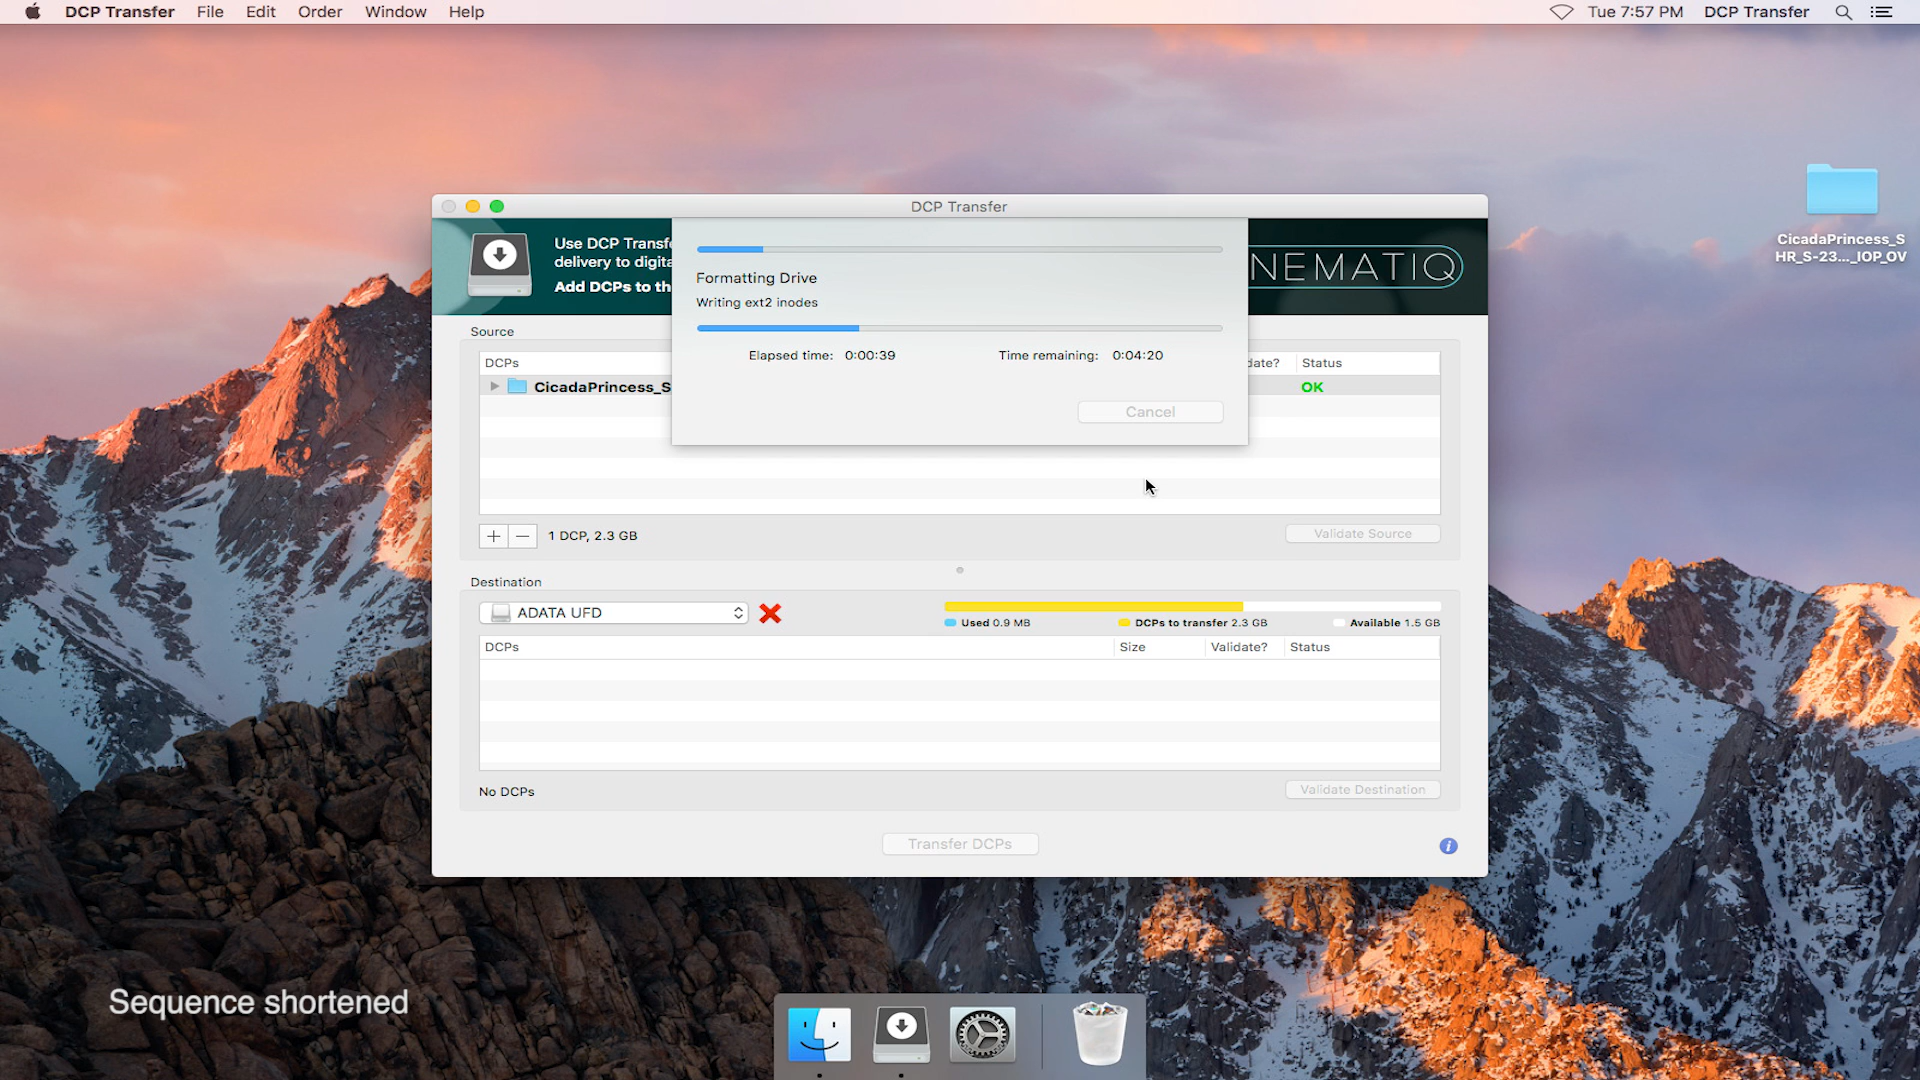 DCP Transfer File Edit Order Window Help Tue 7:57 PM DCP Transfer
CicadaPrincess_S
HR_S-23..._IOP_OV
DCP Transfer
Use DCP Transf
delivery to digita
Add DCPs to th
NEMATIQ
Formatting Drive
Writing ext2 inodes
Elapsed time: 0:00:39 Time remaining: 0:04:20
Cancel
Source
DCPs date? Status
CicadaPrincess_S OK
+ − 1 DCP, 2.3 GB Validate Source
Destination
ADATA UFD
Used 0.9 MB DCPs to transfer 2.3 GB Available 1.5 GB
DCPs Size Validate? Status
No DCPs Validate Destination
Transfer DCPs
i
Sequence shortened